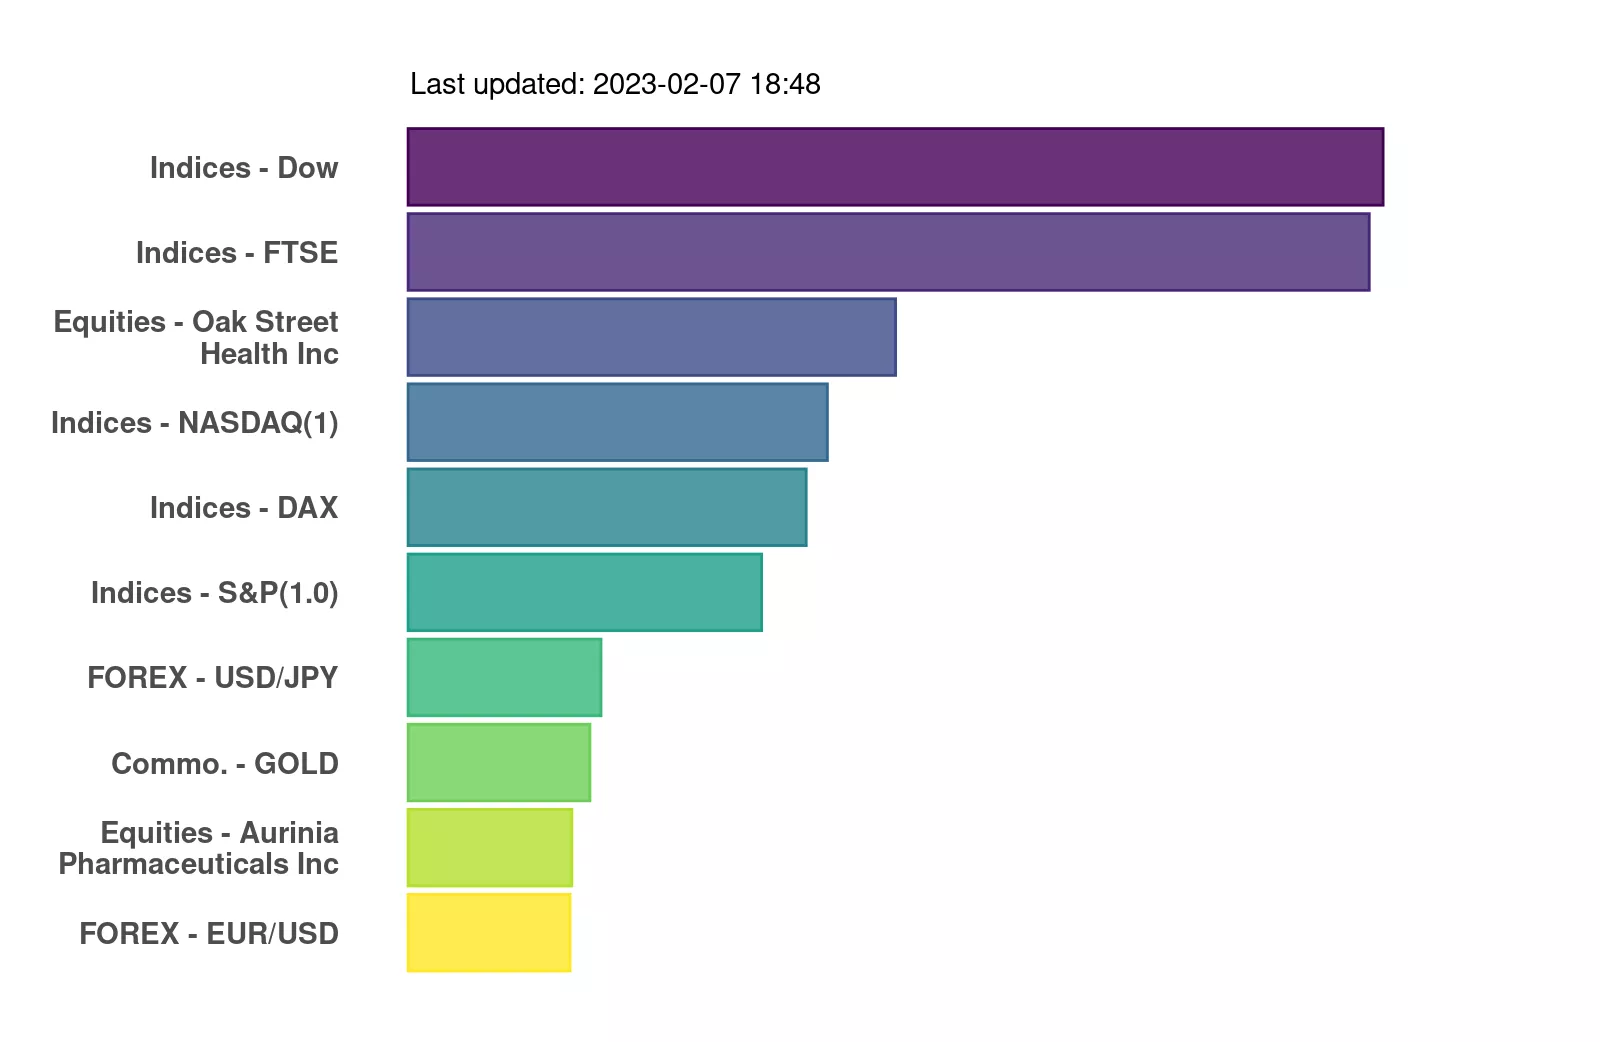 Last updated: 2023-02-07 18:48
Indices - Dow
Indices - FTSE
Equities - Oak Street
Health Inc
Indices - NASDAQ(1)
Indices - DAX
Indices - S&P(1.0)
FOREX - USD/JPY
Commo. - GOLD
Equities - Aurinia
Pharmaceuticals Inc
FOREX - EUR/USD